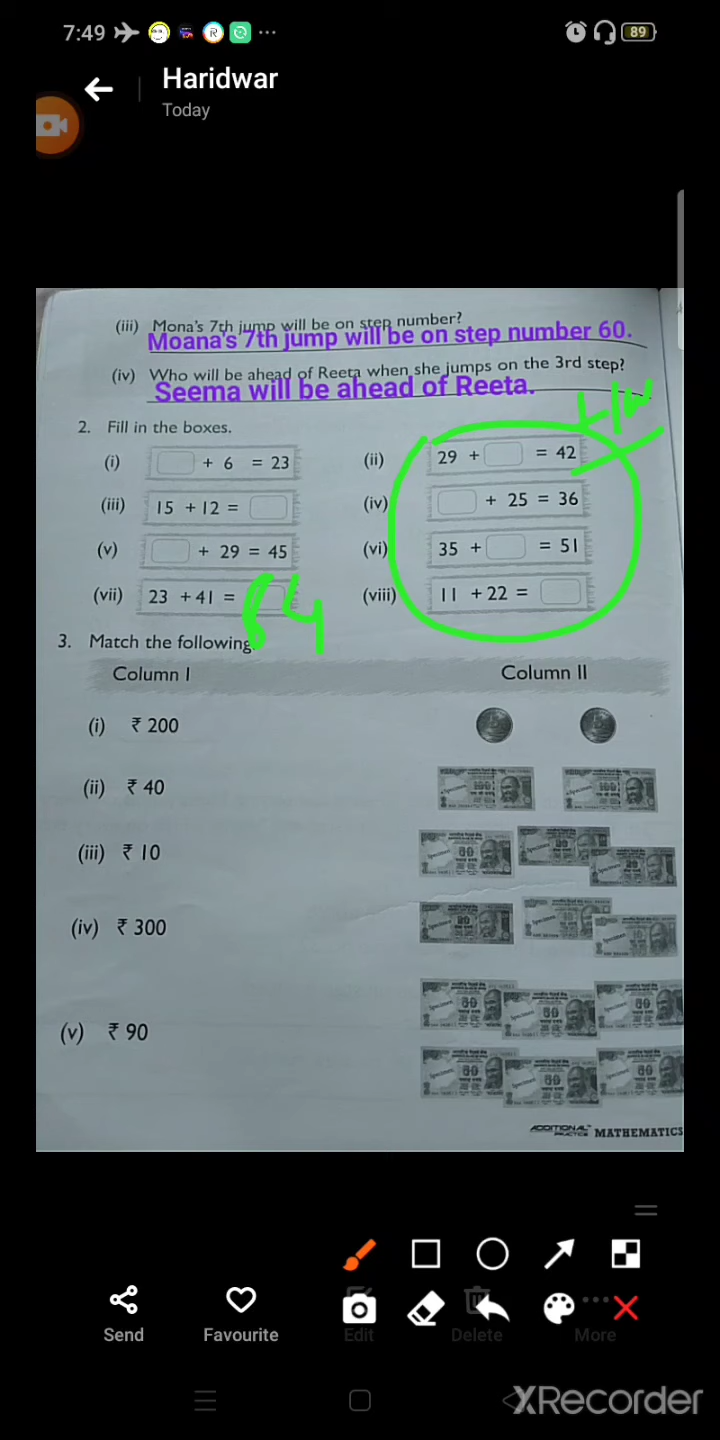 7:49
89
Haridwar
Today
(iii) Mona's 7th jump will be on step number?
Moana's 7th jump will be on step number 60.
(iv) Who will be ahead of Reeta when she jumps on the 3rd step?
Seema will be ahead of Reeta.
H/W
2. Fill in the boxes.
(i) + 6 = 23 (ii) 29 + = 42
(iii) 15 + 12 = (iv) + 25 = 36
(v) + 29 = 45 (vi) 35 + = 51
(vii) 23 + 41 = 64 (viii) 11 + 22 =
3. Match the following
Column I Column II
(i) ₹ 200
(ii) ₹ 40
(iii) ₹ 10
(iv) ₹ 300
(v) ₹ 90
ADDITIONAL PRACTICE MATHEMATICS
Send Favourite Edit Delete More
XRecorder